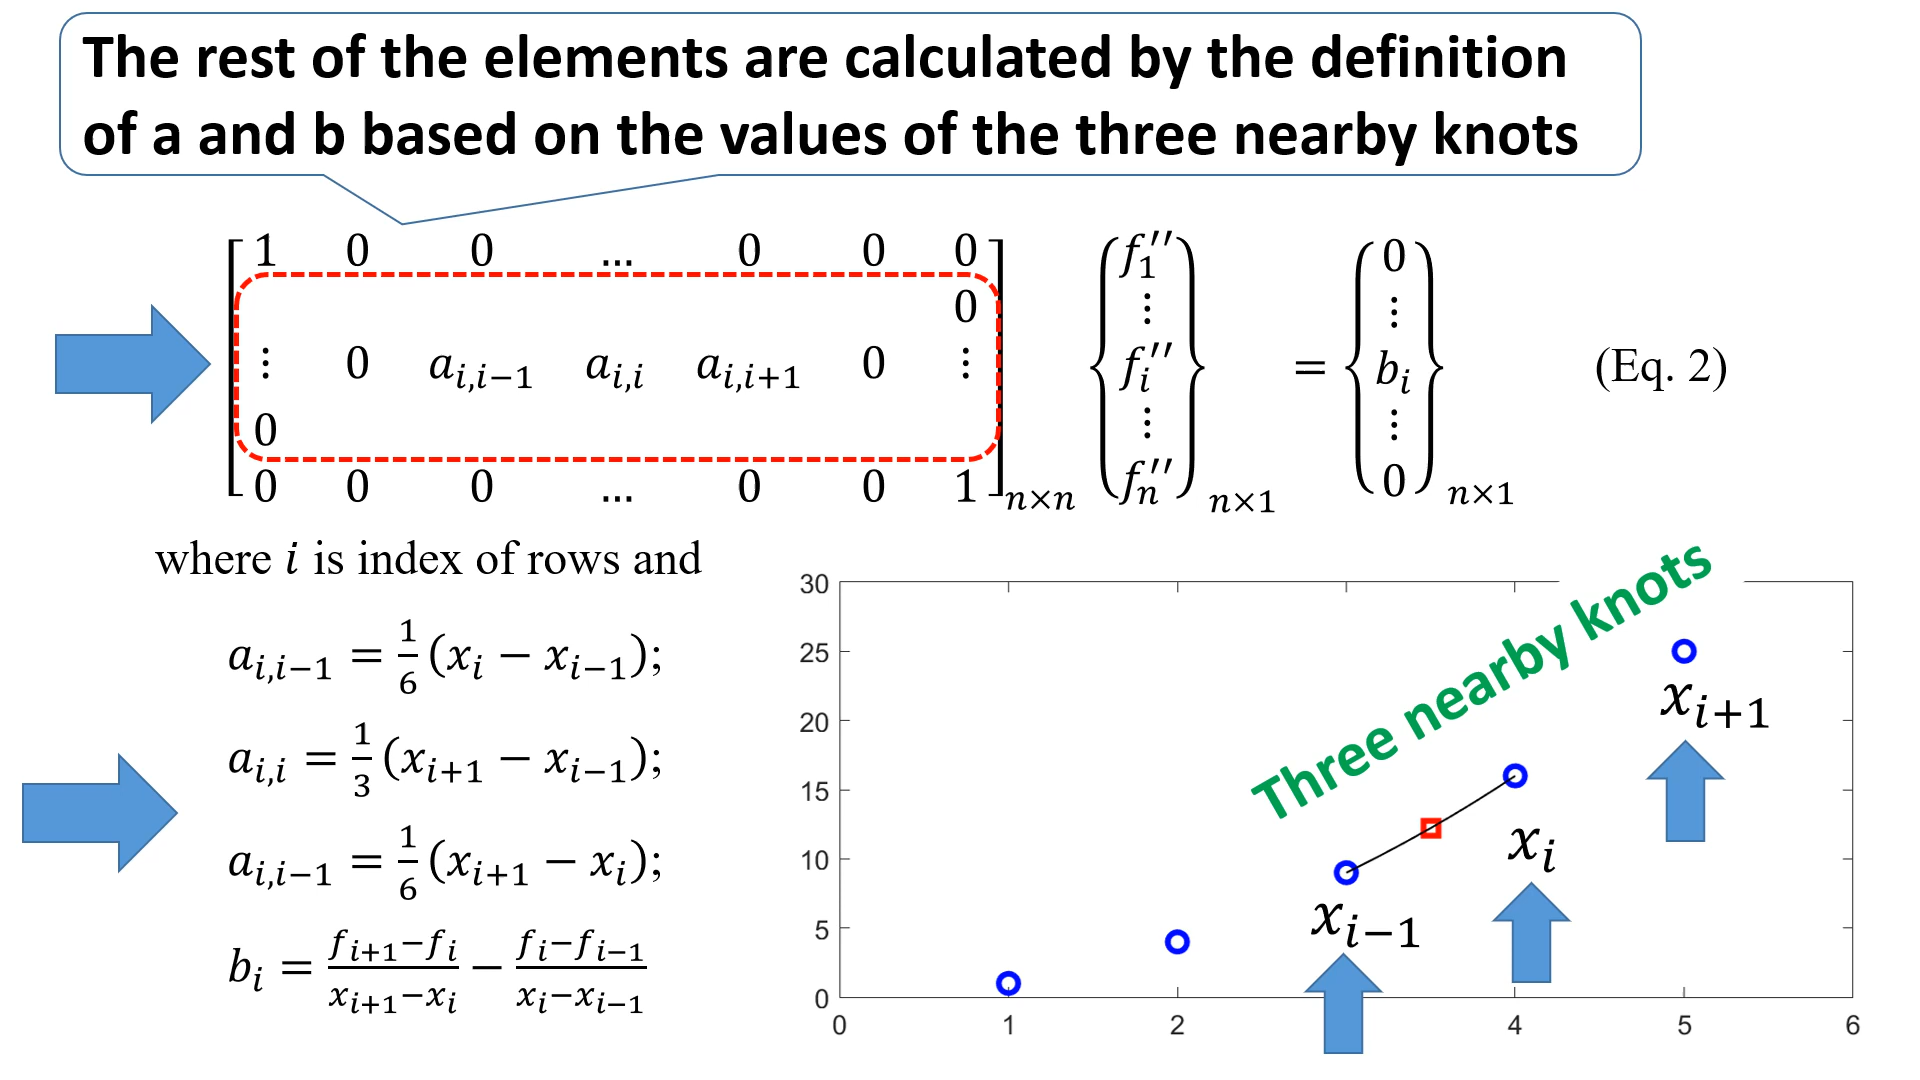 The rest of the elements are calculated by the definition
of a and b based on the values of the three nearby knots
[1 0 0 … 0 0 0
0
⋮ 0 a_{i,i−1} a_{i,i} a_{i,i+1} 0 ⋮
0
0 0 0 … 0 0 1]_{n×n} {f_1′′ ⋮ f_i′′ ⋮ f_n′′}_{n×1} = {0 ⋮ b_i ⋮ 0}_{n×1} (Eq. 2)
where i is index of rows and
a_{i,i−1} = 1/6 (x_i − x_{i−1});
a_{i,i} = 1/3 (x_{i+1} − x_{i−1});
a_{i,i−1} = 1/6 (x_{i+1} − x_i);
b_i = (f_{i+1}−f_i)/(x_{i+1}−x_i) − (f_i−f_{i−1})/(x_i−x_{i−1})
Three nearby knots
30
25
20
15
10
5
0
x_{i+1}
x_i
x_{i−1}
0 1 2 4 5 6